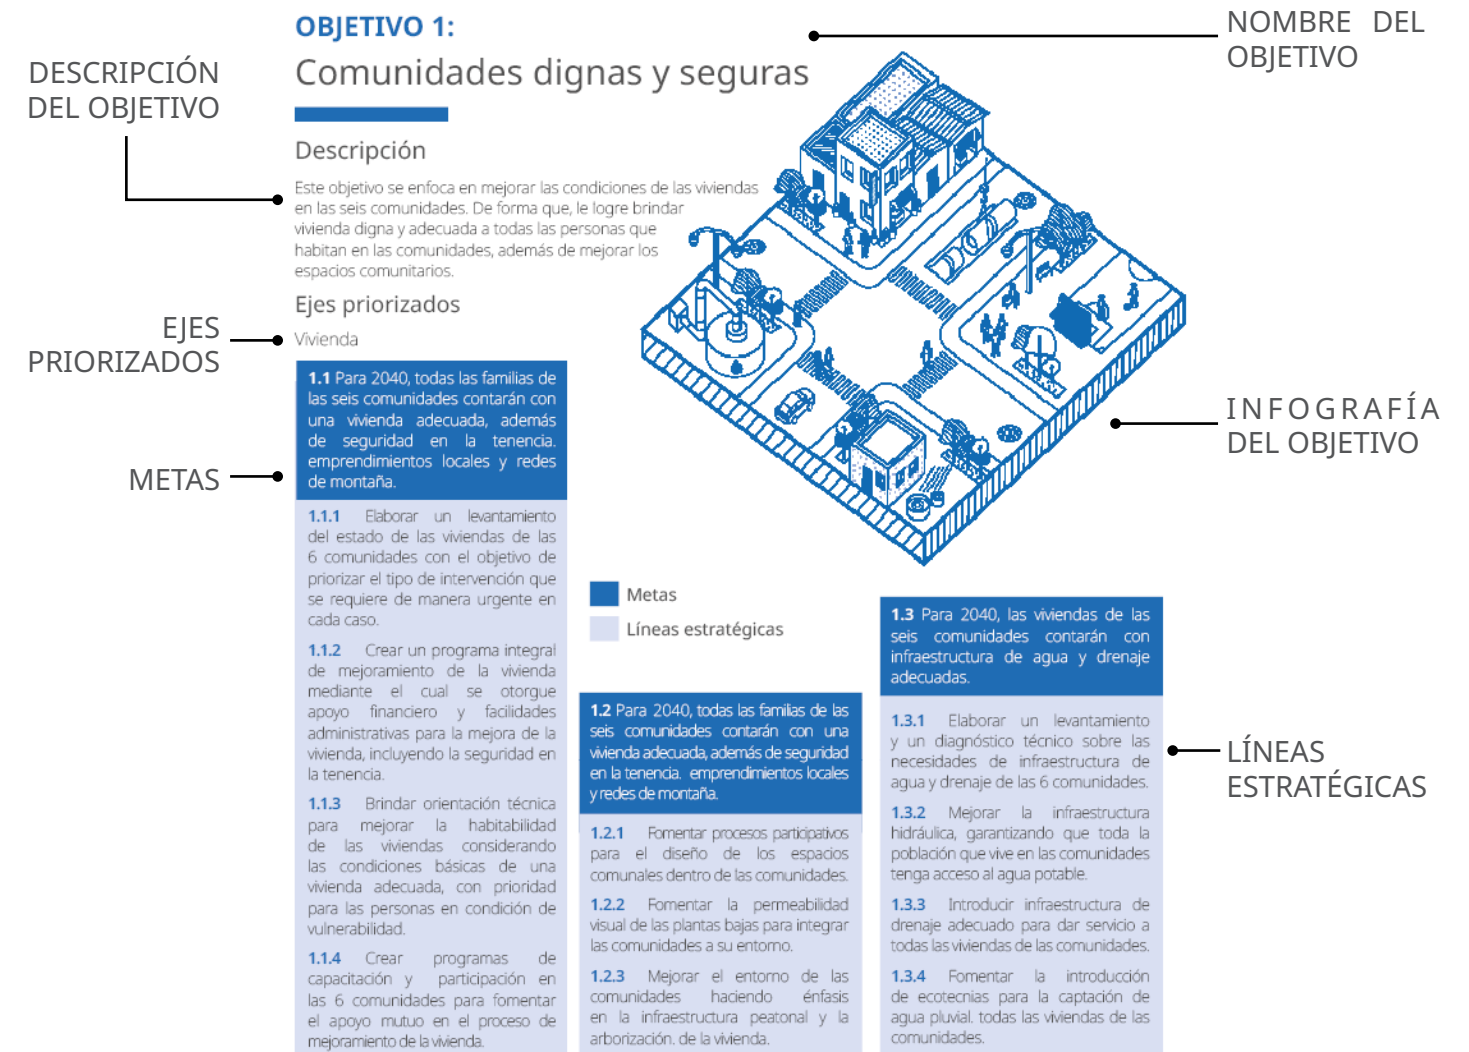 OBJETIVO 1:
Comunidades dignas y seguras
NOMBRE DEL
OBJETIVO
DESCRIPCIÓN
DEL OBJETIVO
Descripción
Este objetivo se enfoca en mejorar las condiciones de las viviendas
en las seis comunidades. De forma que, le logre brindar
vivienda digna y adecuada a todas las personas que
habitan en las comunidades, además de mejorar los
espacios comunitarios.
Ejes priorizados
EJES
PRIORIZADOS
Vivienda
1.1 Para 2040, todas las familias de
las seis comunidades contarán con
una vivienda adecuada, además
de seguridad en la tenencia.
emprendimientos locales y redes
de montaña.
METAS
1.1.1 Elaborar un levantamiento
del estado de las viviendas de las
6 comunidades con el objetivo de
priorizar el tipo de intervención que
se requiere de manera urgente en
cada caso.
1.1.2 Crear un programa integral
de mejoramiento de la vivienda
mediante el cual se otorgue
apoyo financiero y facilidades
administrativas para la mejora de la
vivienda, incluyendo la seguridad en
la tenencia.
1.1.3 Brindar orientación técnica
para mejorar la habitabilidad
de las viviendas considerando
las condiciones básicas de una
vivienda adecuada, con prioridad
para las personas en condición de
vulnerabilidad.
1.1.4 Crear programas de
capacitación y participación en
las 6 comunidades para fomentar
el apoyo mutuo en el proceso de
mejoramiento de la vivienda.
INFOGRAFÍA
DEL OBJETIVO
Metas
Líneas estratégicas
1.2 Para 2040, todas las familias de las
seis comunidades contarán con una
vivienda adecuada, además de seguridad
en la tenencia. emprendimientos locales
y redes de montaña.
1.2.1 Fomentar procesos participativos
para el diseño de los espacios
comunales dentro de las comunidades.
1.2.2 Fomentar la permeabilidad
visual de las plantas bajas para integrar
las comunidades a su entorno.
1.2.3 Mejorar el entorno de las
comunidades haciendo énfasis
en la infraestructura peatonal y la
arborización. de la vivienda.
1.3 Para 2040, las viviendas de las
seis comunidades contarán con
infraestructura de agua y drenaje
adecuadas.
1.3.1 Elaborar un levantamiento
y un diagnóstico técnico sobre las
necesidades de infraestructura de
agua y drenaje de las 6 comunidades.
1.3.2 Mejorar la infraestructura
hidráulica, garantizando que toda la
población que vive en las comunidades
tenga acceso al agua potable.
1.3.3 Introducir infraestructura de
drenaje adecuado para dar servicio a
todas las viviendas de las comunidades.
1.3.4 Fomentar la introducción
de ecotecnias para la captación de
agua pluvial. todas las viviendas de las
comunidades.
LÍNEAS
ESTRATÉGICAS